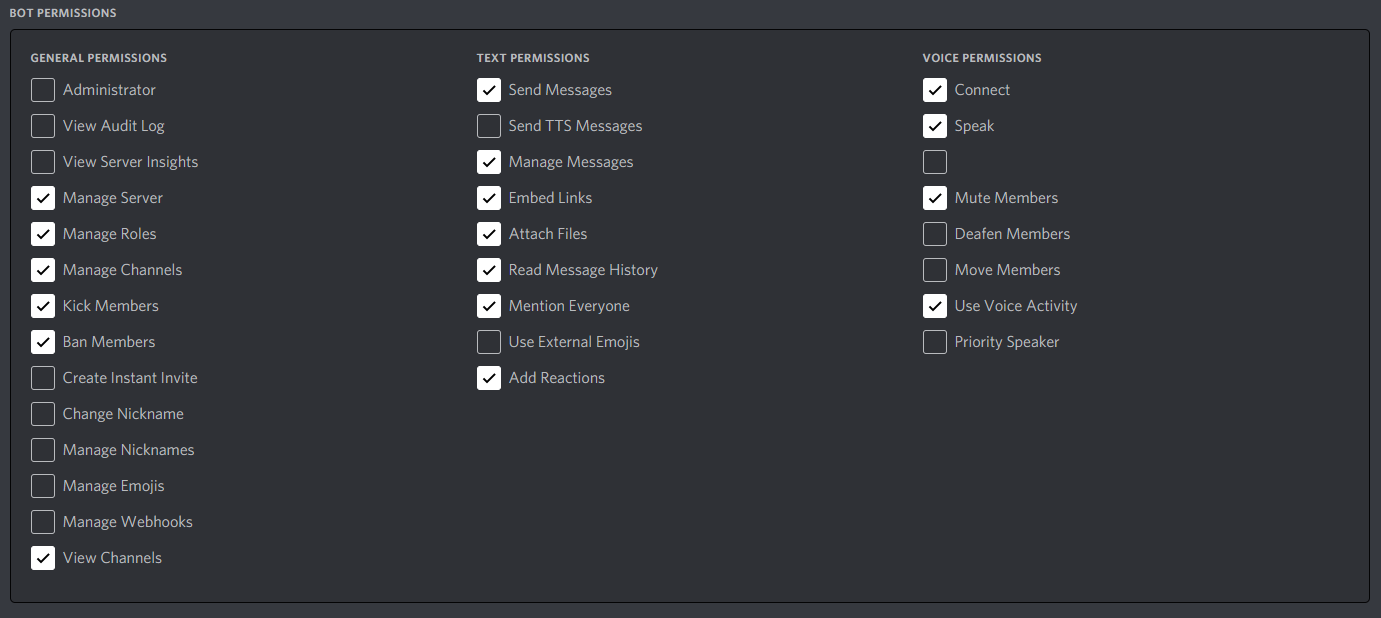 BOT PERMISSIONS
GENERAL PERMISSIONS
Administrator
View Audit Log
View Server Insights
Manage Server
Manage Roles
Manage Channels
Kick Members
Ban Members
Create Instant Invite
Change Nickname
Manage Nicknames
Manage Emojis
Manage Webhooks
View Channels
TEXT PERMISSIONS
Send Messages
Send TTS Messages
Manage Messages
Embed Links
Attach Files
Read Message History
Mention Everyone
Use External Emojis
Add Reactions
VOICE PERMISSIONS
Connect
Speak
Mute Members
Deafen Members
Move Members
Use Voice Activity
Priority Speaker